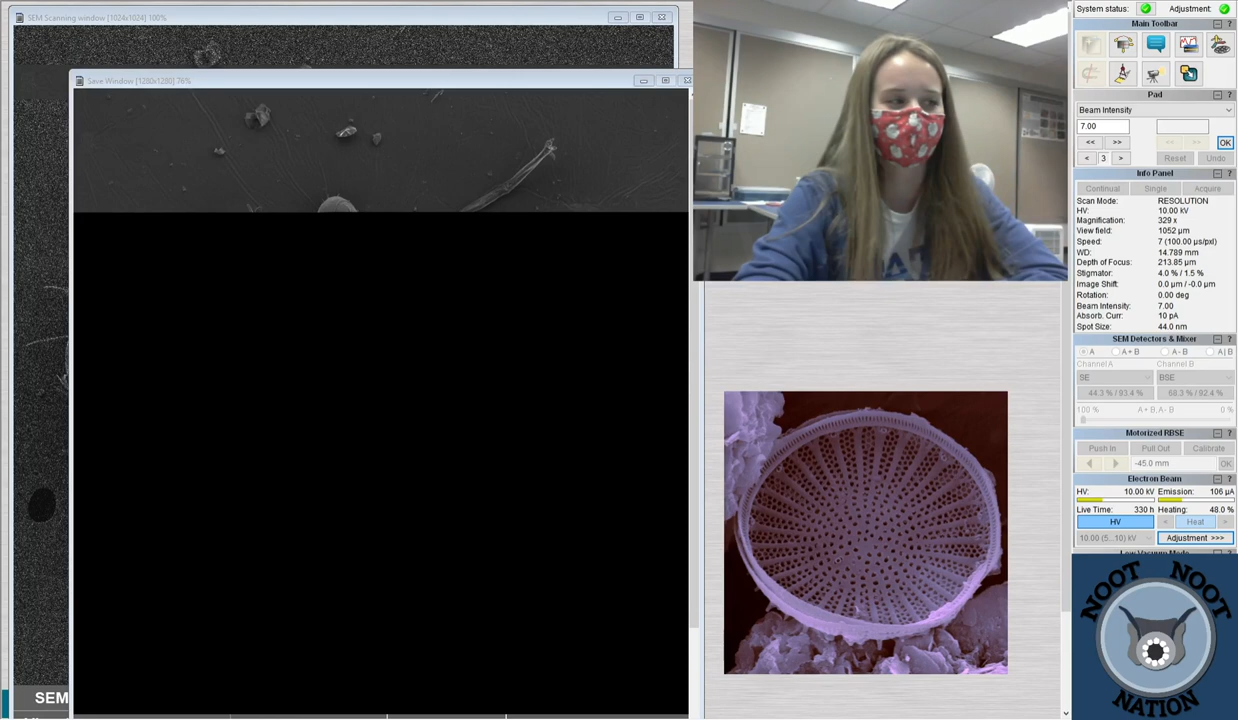 SEM Scanning window [1024x1024] 100%
Save Window [1280x1280] 76%
SEM
System status: Adjustment:
Main Toolbar
Pad
Beam Intensity
7.00
<< >> << >> OK
< 3 > Reset Undo
Info Panel
Continual Single Acquire
Scan Mode: RESOLUTION
HV: 10.00 kV
Magnification: 329 x
View field: 1052 µm
Speed: 7 (100.00 µs/pxl)
WD: 14.789 mm
Depth of Focus: 213.85 µm
Stigmator: 4.0 % / 1.5 %
Image Shift: 0.0 µm / -0.0 µm
Rotation: 0.00 deg
Beam Intensity: 7.00
Absorb. Curr: 10 pA
Spot Size: 44.0 nm
SEM Detectors & Mixer
A A + B A - B A | B
Channel A Channel B
SE BSE
44.3 % / 93.4 % 68.3 % / 92.4 %
100 % A + B, A - B 0 %
Motorized RBSE
Push In Pull Out Calibrate
-45.0 mm OK
Electron Beam
HV: 10.00 kV Emission: 106 µA
Live Time: 330 h Heating: 48.0 %
HV < Heat >
10.00 (5...10) kV Adjustment >>>
Low Vacuum Mode
NOOT NOOT
NATION